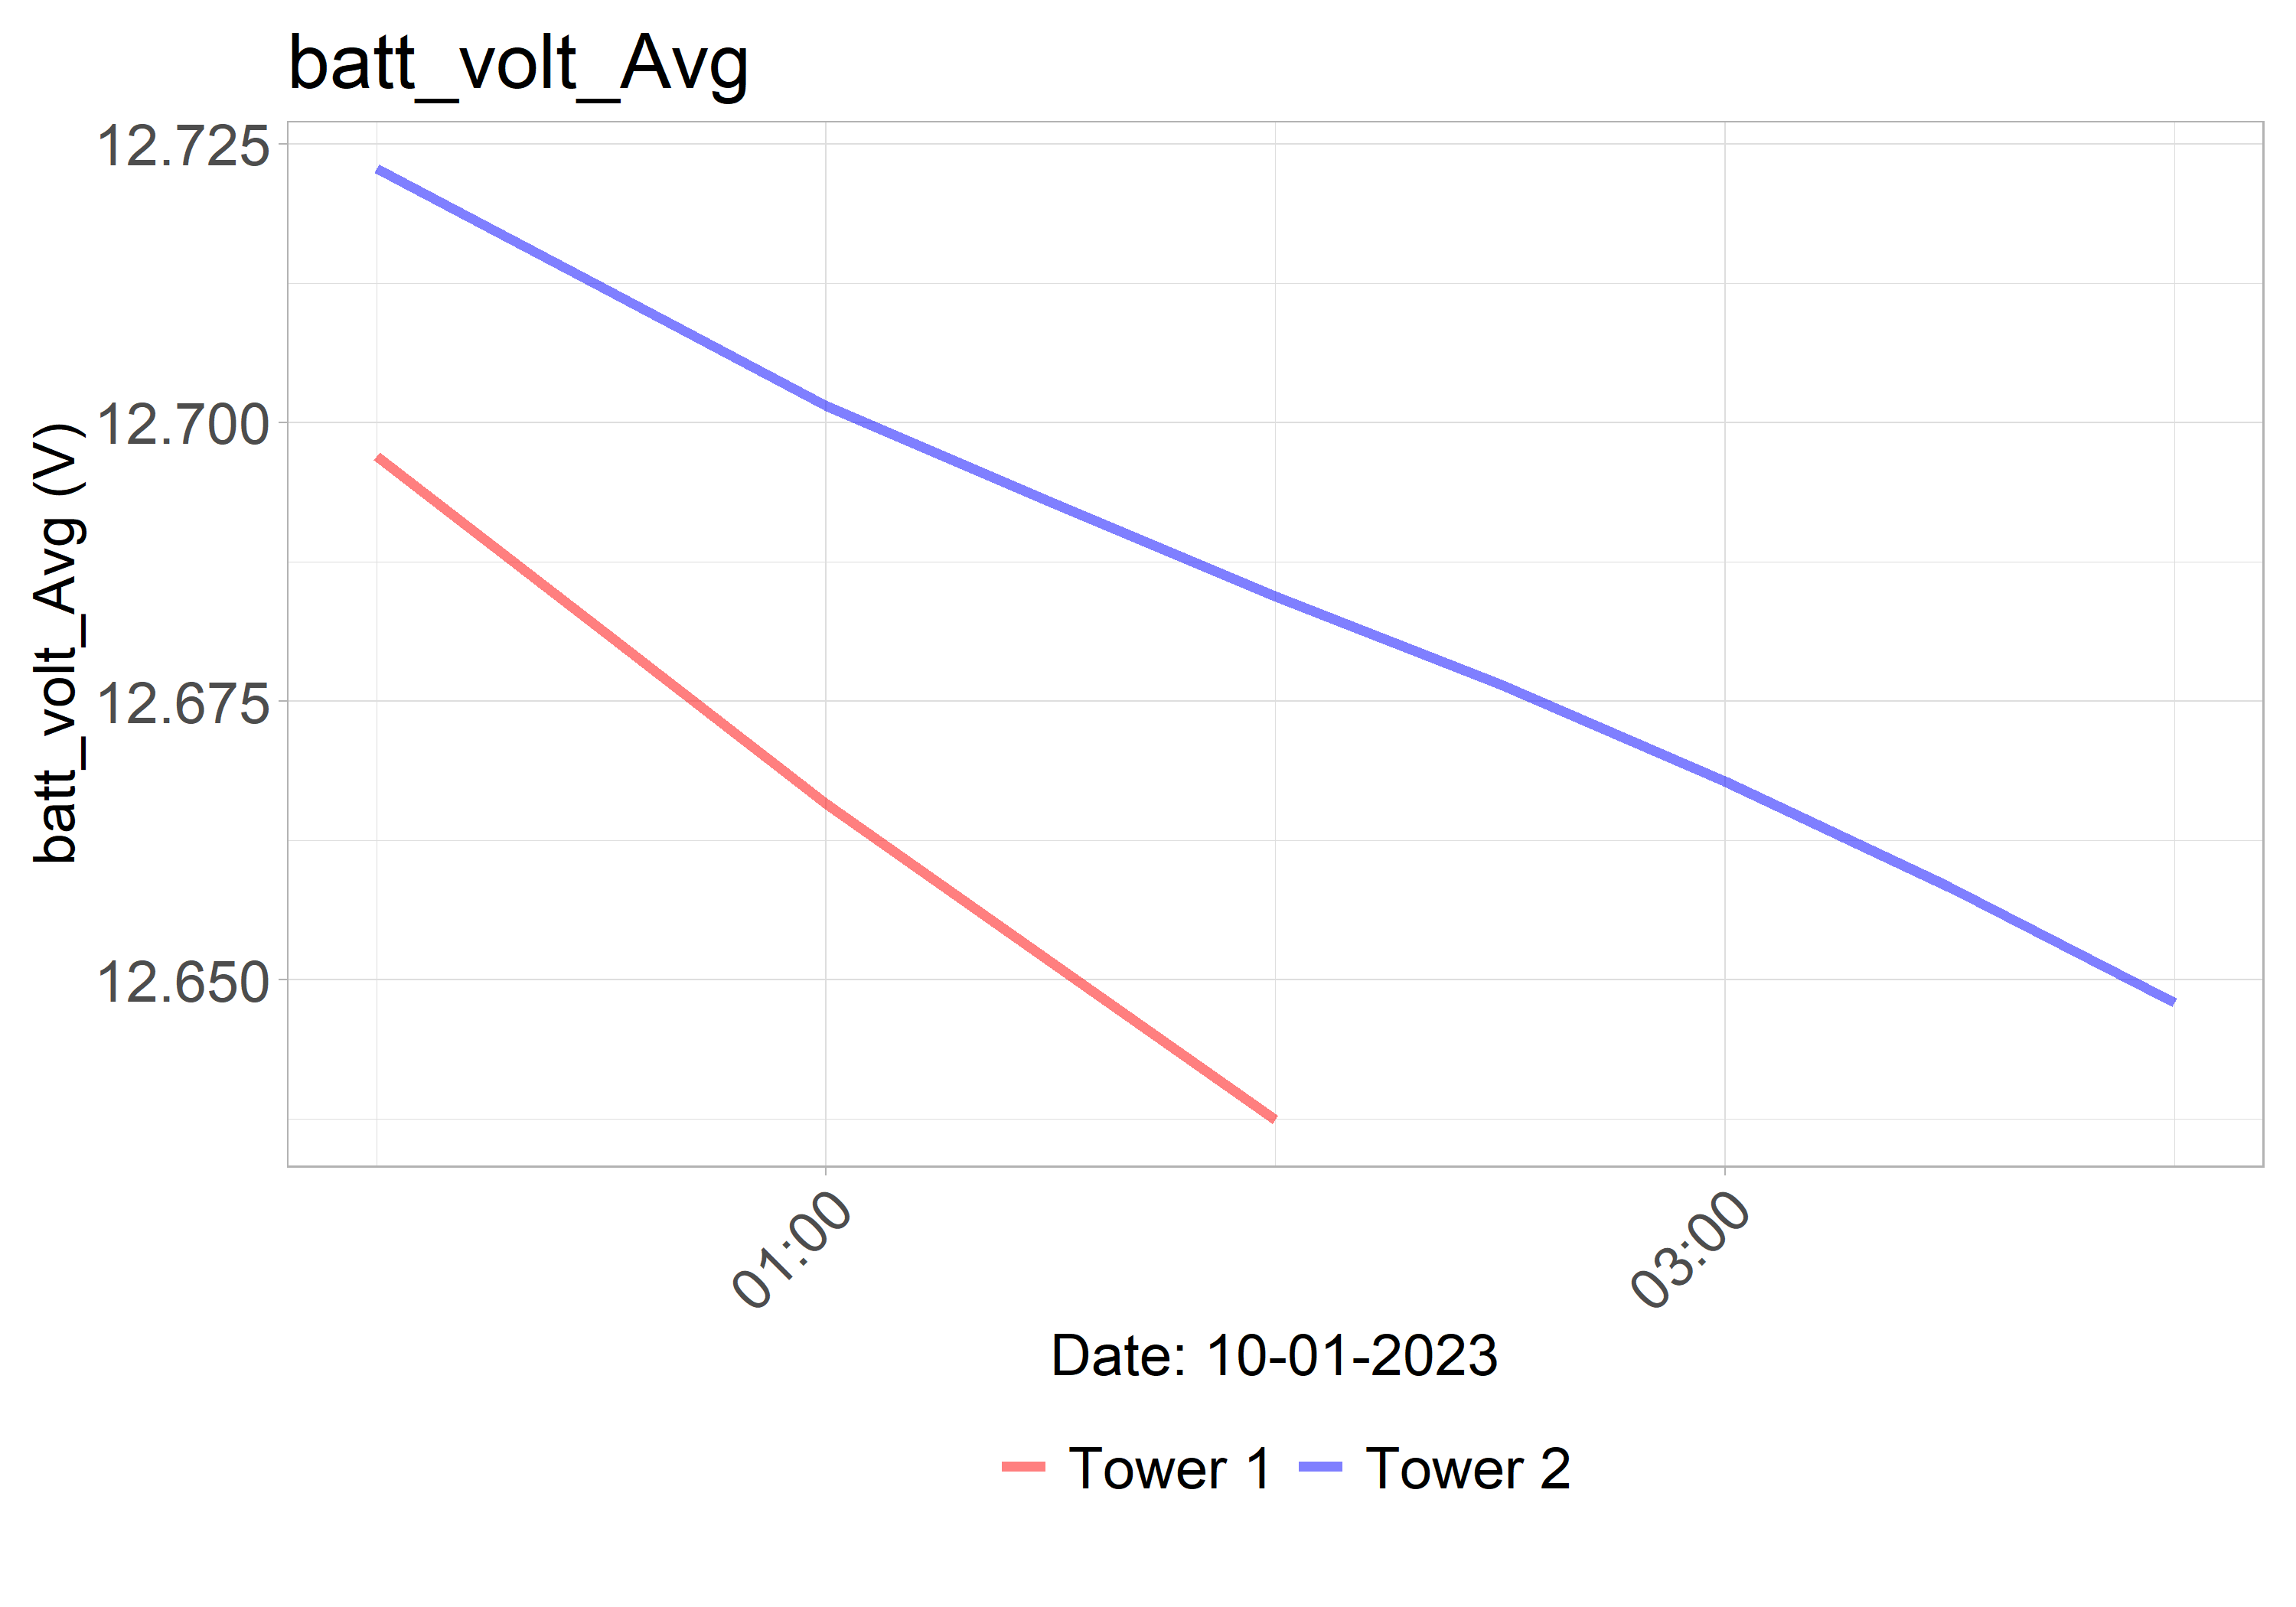 batt_volt_Avg
12.725
12.700
12.675
12.650
batt_volt_Avg (V)
01:00
03:00
Date: 10-01-2023
Tower 1
Tower 2